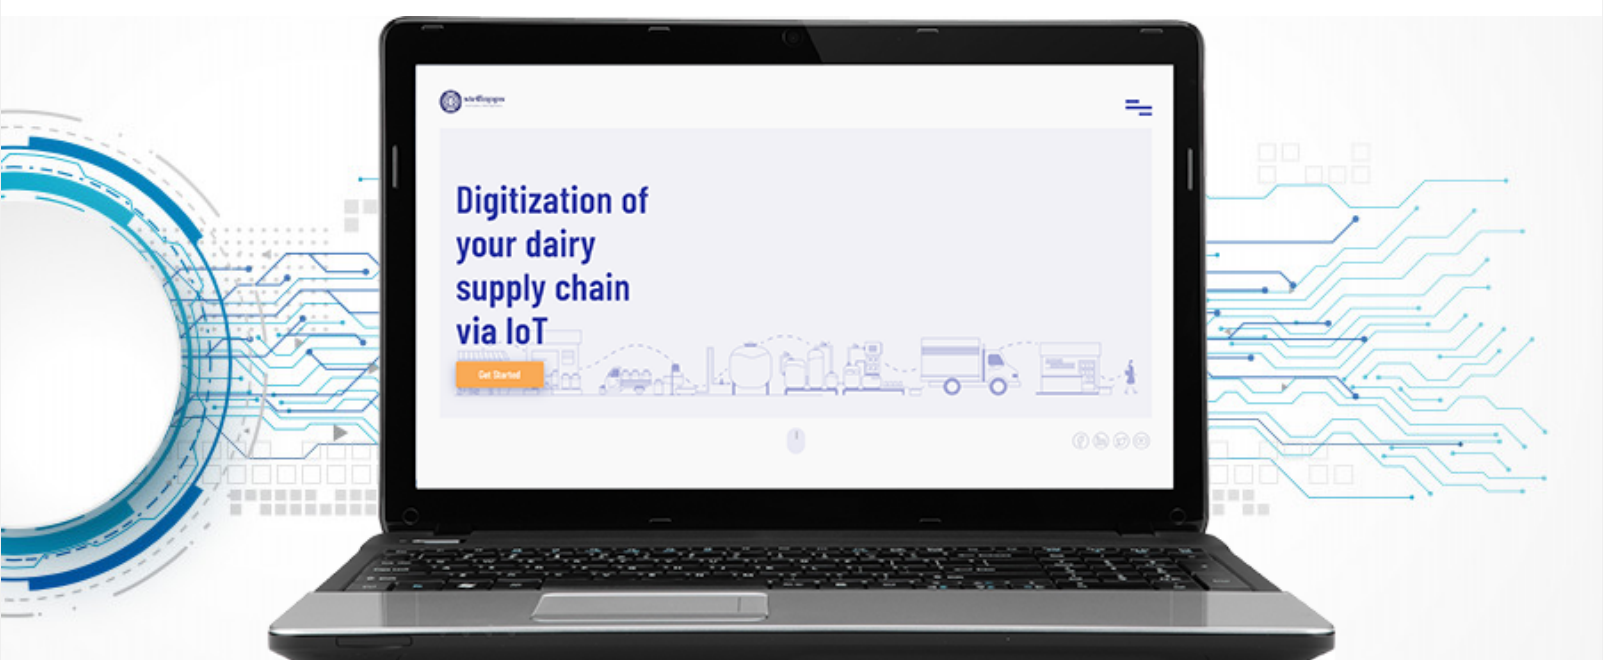 Digitization of
your dairy
supply chain
via IoT
Get Started